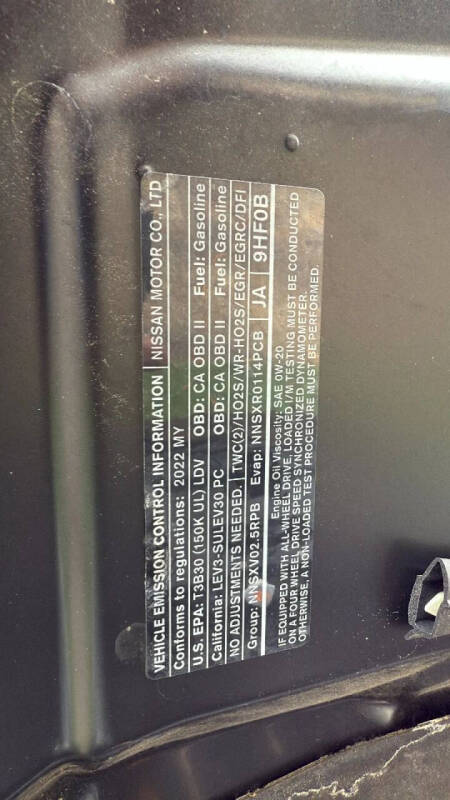 VEHICLE EMISSION CONTROL INFORMATION NISSAN MOTOR CO., LTD
Conforms to regulations: 2022 MY
U.S. EPA: T3B30 (150K UL) LDV OBD: CA OBD II Fuel: Gasoline
California: LEV3-SULEV30 PC OBD: CA OBD II Fuel: Gasoline
NO ADJUSTMENTS NEEDED. TWC(2)/HO2S/WR-HO2S/EGR/EGRC/DFI
Group: NNSXV02.5RPB Evap: NNSXR0114PCB JA 9HF0B
Engine Oil Viscosity: SAE 0W-20
IF EQUIPPED WITH ALL-WHEEL DRIVE, LOADED I/M TESTING MUST BE CONDUCTED
ON A FOUR WHEEL DRIVE SPEED SYNCHRONIZED DYNAMOMETER.
OTHERWISE, A NON-LOADED TEST PROCEDURE MUST BE PERFORMED.